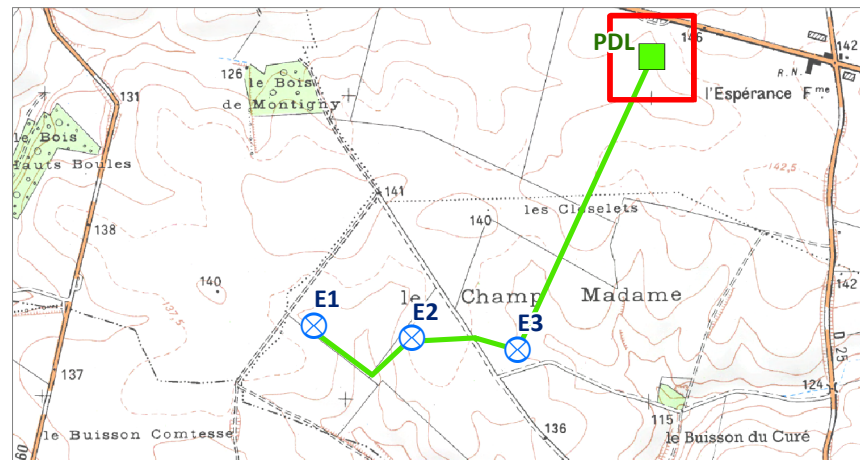 PDL
146
142
R.N.
l'Espérance Fme
126
le Bois
de Montigny
131
le Bois
Hauts Boules
142,5
141
les Closelets
140
138
140
137,5
le Champ Madame
142
E1
E2
E3
D 25
137
124
115
le Buisson Comtesse
136
le Buisson du Curé
60